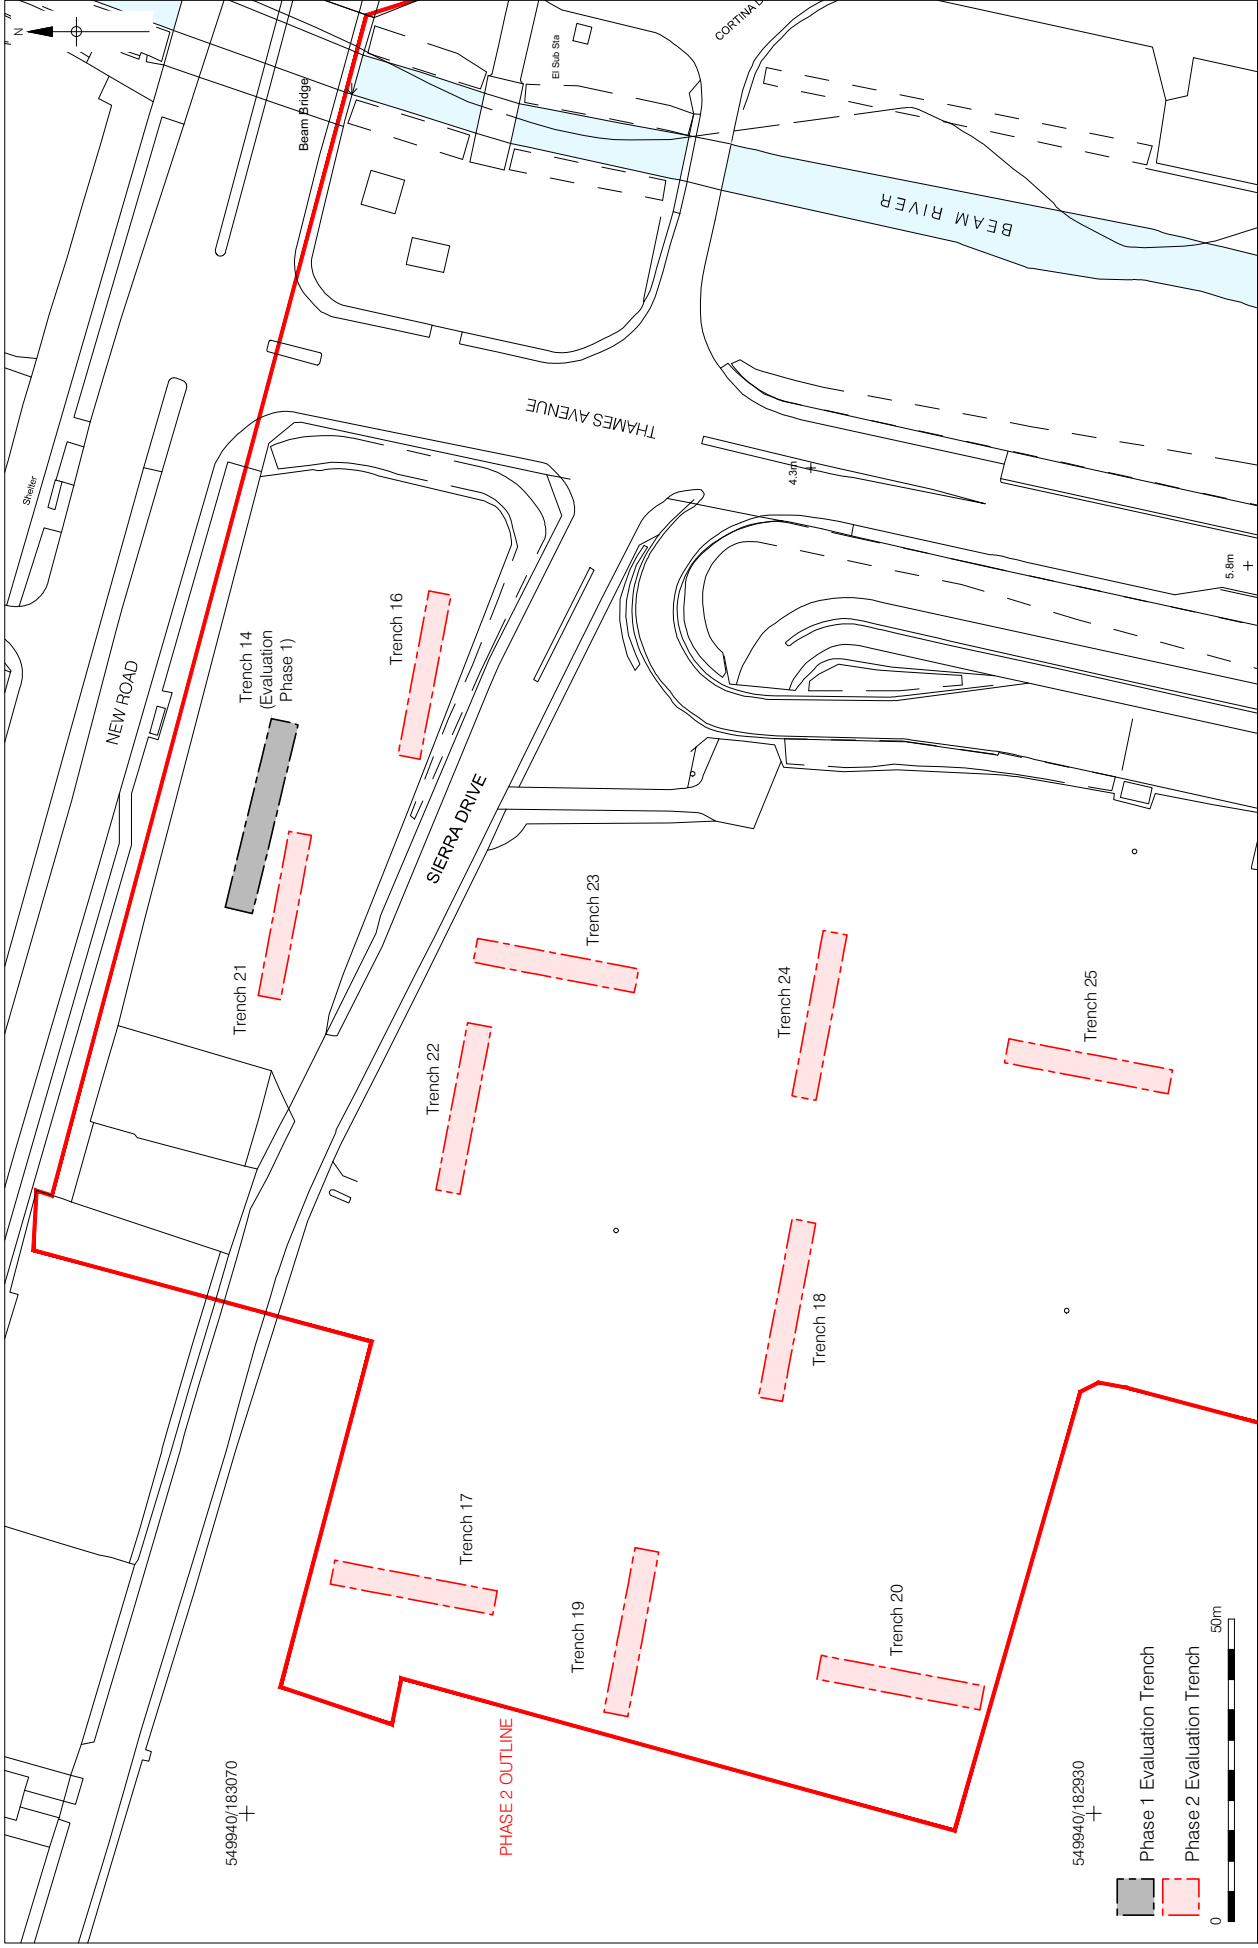 N
Beam Bridge
El Sub Sta
BEAM RIVER
THAMES AVENUE
4.3m
5.8m
Shelter
NEW ROAD
Trench 14
(Evaluation
Phase 1)
Trench 16
SIERRA DRIVE
Trench 21
Trench 22
Trench 23
Trench 24
Trench 25
Trench 18
Trench 17
Trench 19
Trench 20
PHASE 2 OUTLINE
549940/183070
549940/182930
Phase 1 Evaluation Trench
Phase 2 Evaluation Trench
0
50m
CORTINA